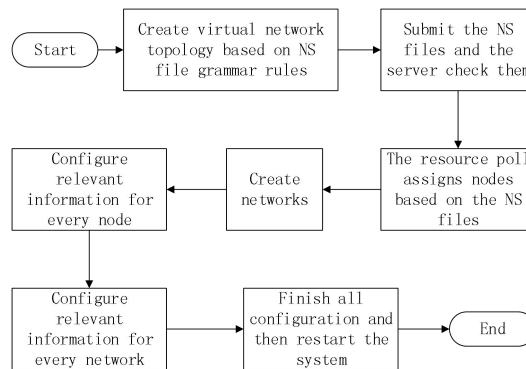 Start
Create virtual network
topology based on NS
file grammar rules
Submit the NS
files and the
server check them
The resource poll
assigns nodes
based on the NS
files
Create
networks
Configure
relevant
information for
every node
Configure
relevant
information for
every network
Finish all
configuration and
then restart the
system
End